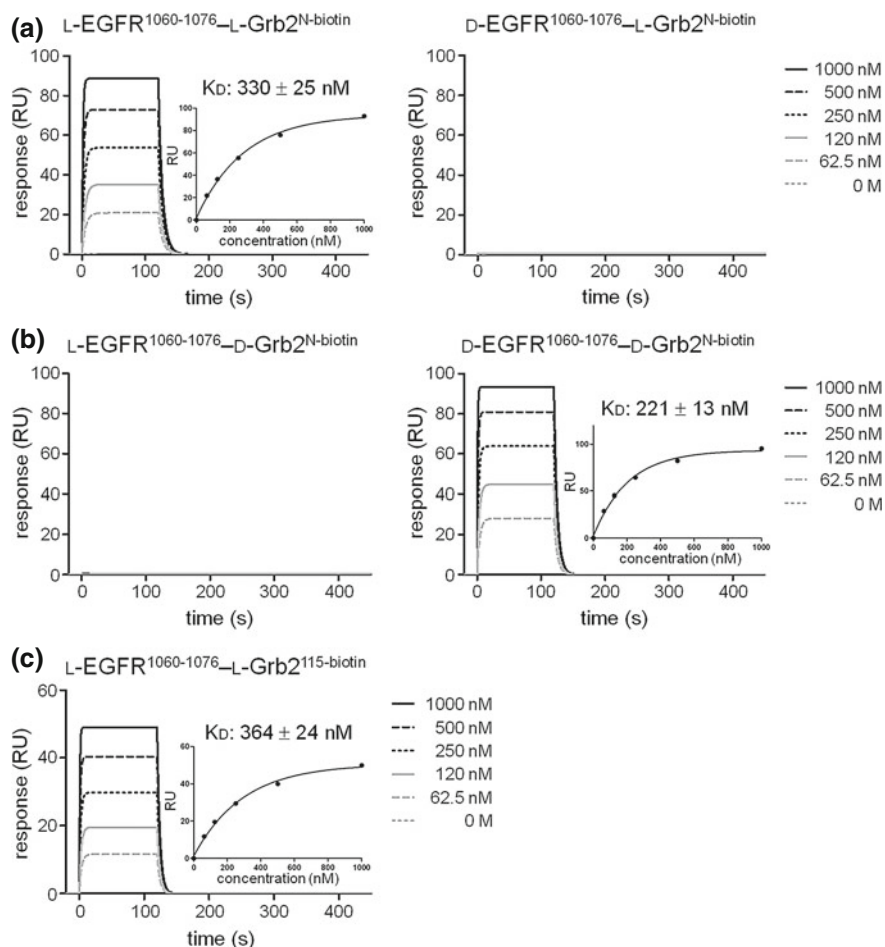 (a)
L-EGFR1060-1076–L-Grb2N-biotin
100
80
60
40
20
0
response (RU)
0 100 200 300 400
time (s)
KD: 330 ± 25 nM
100
80
60
40
20
0
RU
0 200 400 600 800 1000
concentration (nM)
D-EGFR1060-1076–L-Grb2N-biotin
100
80
60
40
20
0
response (RU)
0 100 200 300 400
time (s)
1000 nM
500 nM
250 nM
120 nM
62.5 nM
0 M
(b)
L-EGFR1060-1076–D-Grb2N-biotin
100
80
60
40
20
0
response (RU)
0 100 200 300 400
time (s)
D-EGFR1060-1076–D-Grb2N-biotin
100
80
60
40
20
0
response (RU)
0 100 200 300 400
time (s)
KD: 221 ± 13 nM
100
50
0
RU
0 200 400 600 800 1000
concentration (nM)
1000 nM
500 nM
250 nM
120 nM
62.5 nM
0 M
(c)
L-EGFR1060-1076–L-Grb2115-biotin
60
40
20
0
response (RU)
0 100 200 300 400
time (s)
KD: 364 ± 24 nM
60
40
20
0
RU
0 200 400 600 800 1000
concentration (nM)
1000 nM
500 nM
250 nM
120 nM
62.5 nM
0 M